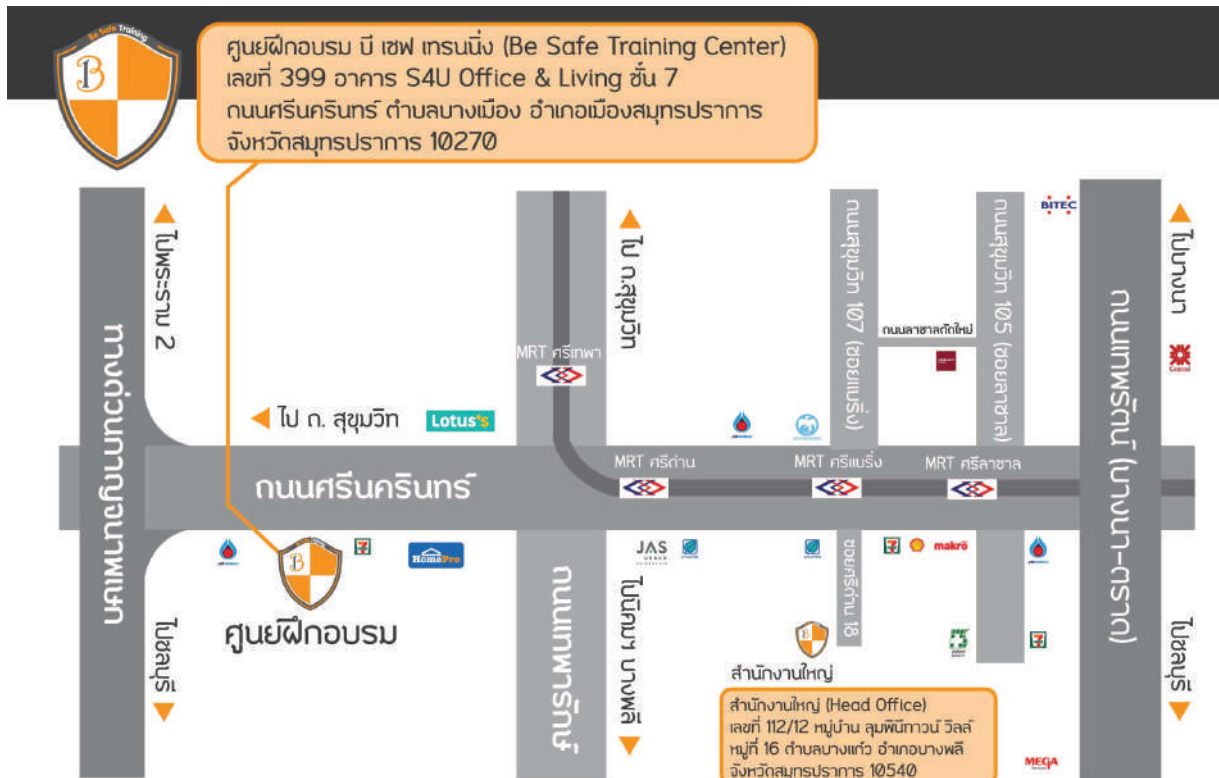 Be Safe Training
B
ศูนย์ฝึกอบรม บี เซฟ เทรนนิ่ง (Be Safe Training Center)
เลขที่ 399 อาคาร S4U Office & Living ชั้น 7
ถนนศรีนครินทร์ ตำบลบางเมือง อำเภอเมืองสมุทรปราการ
จังหวัดสมุทรปราการ 10270
ไปพระราม 2
ทางด่วนกาญจนาภิเษก
ไปชลบุรี
ไป ถ. สุขุมวิท
Lotus's
MRT ศรีเทพา
ไป ถ.สุขุมวิท
ถนนสุขุมวิท 107 (ซอยแบริ่ง)
ถนนลาซาลตัดใหม่
ถนนสุขุมวิท 105 (ซอยลาซาล)
BITEC
ถนนเทพรัตน์ (บางนา-ตราด)
ไปบางนา
Central
ถนนศรีนครินทร์
MRT ศรีด่าน
MRT ศรีแบริ่ง
MRT ศรีลาซาล
7
HomePro
B
ศูนย์ฝึกอบรม
ถนนเทพารักษ์
JAS
URBAN
ไปนิคมฯ บางพลี
ซอยศรีด่าน 18
makro
B
สำนักงานใหญ่
สำนักงานใหญ่ (Head Office)
เลขที่ 112/12 หมู่บ้าน ลุมพินีทาวน์ วิลล์
หมู่ที่ 16 ตำบลบางแก้ว อำเภอบางพลี
จังหวัดสมุทรปราการ 10540
ไปชลบุรี
MEGA